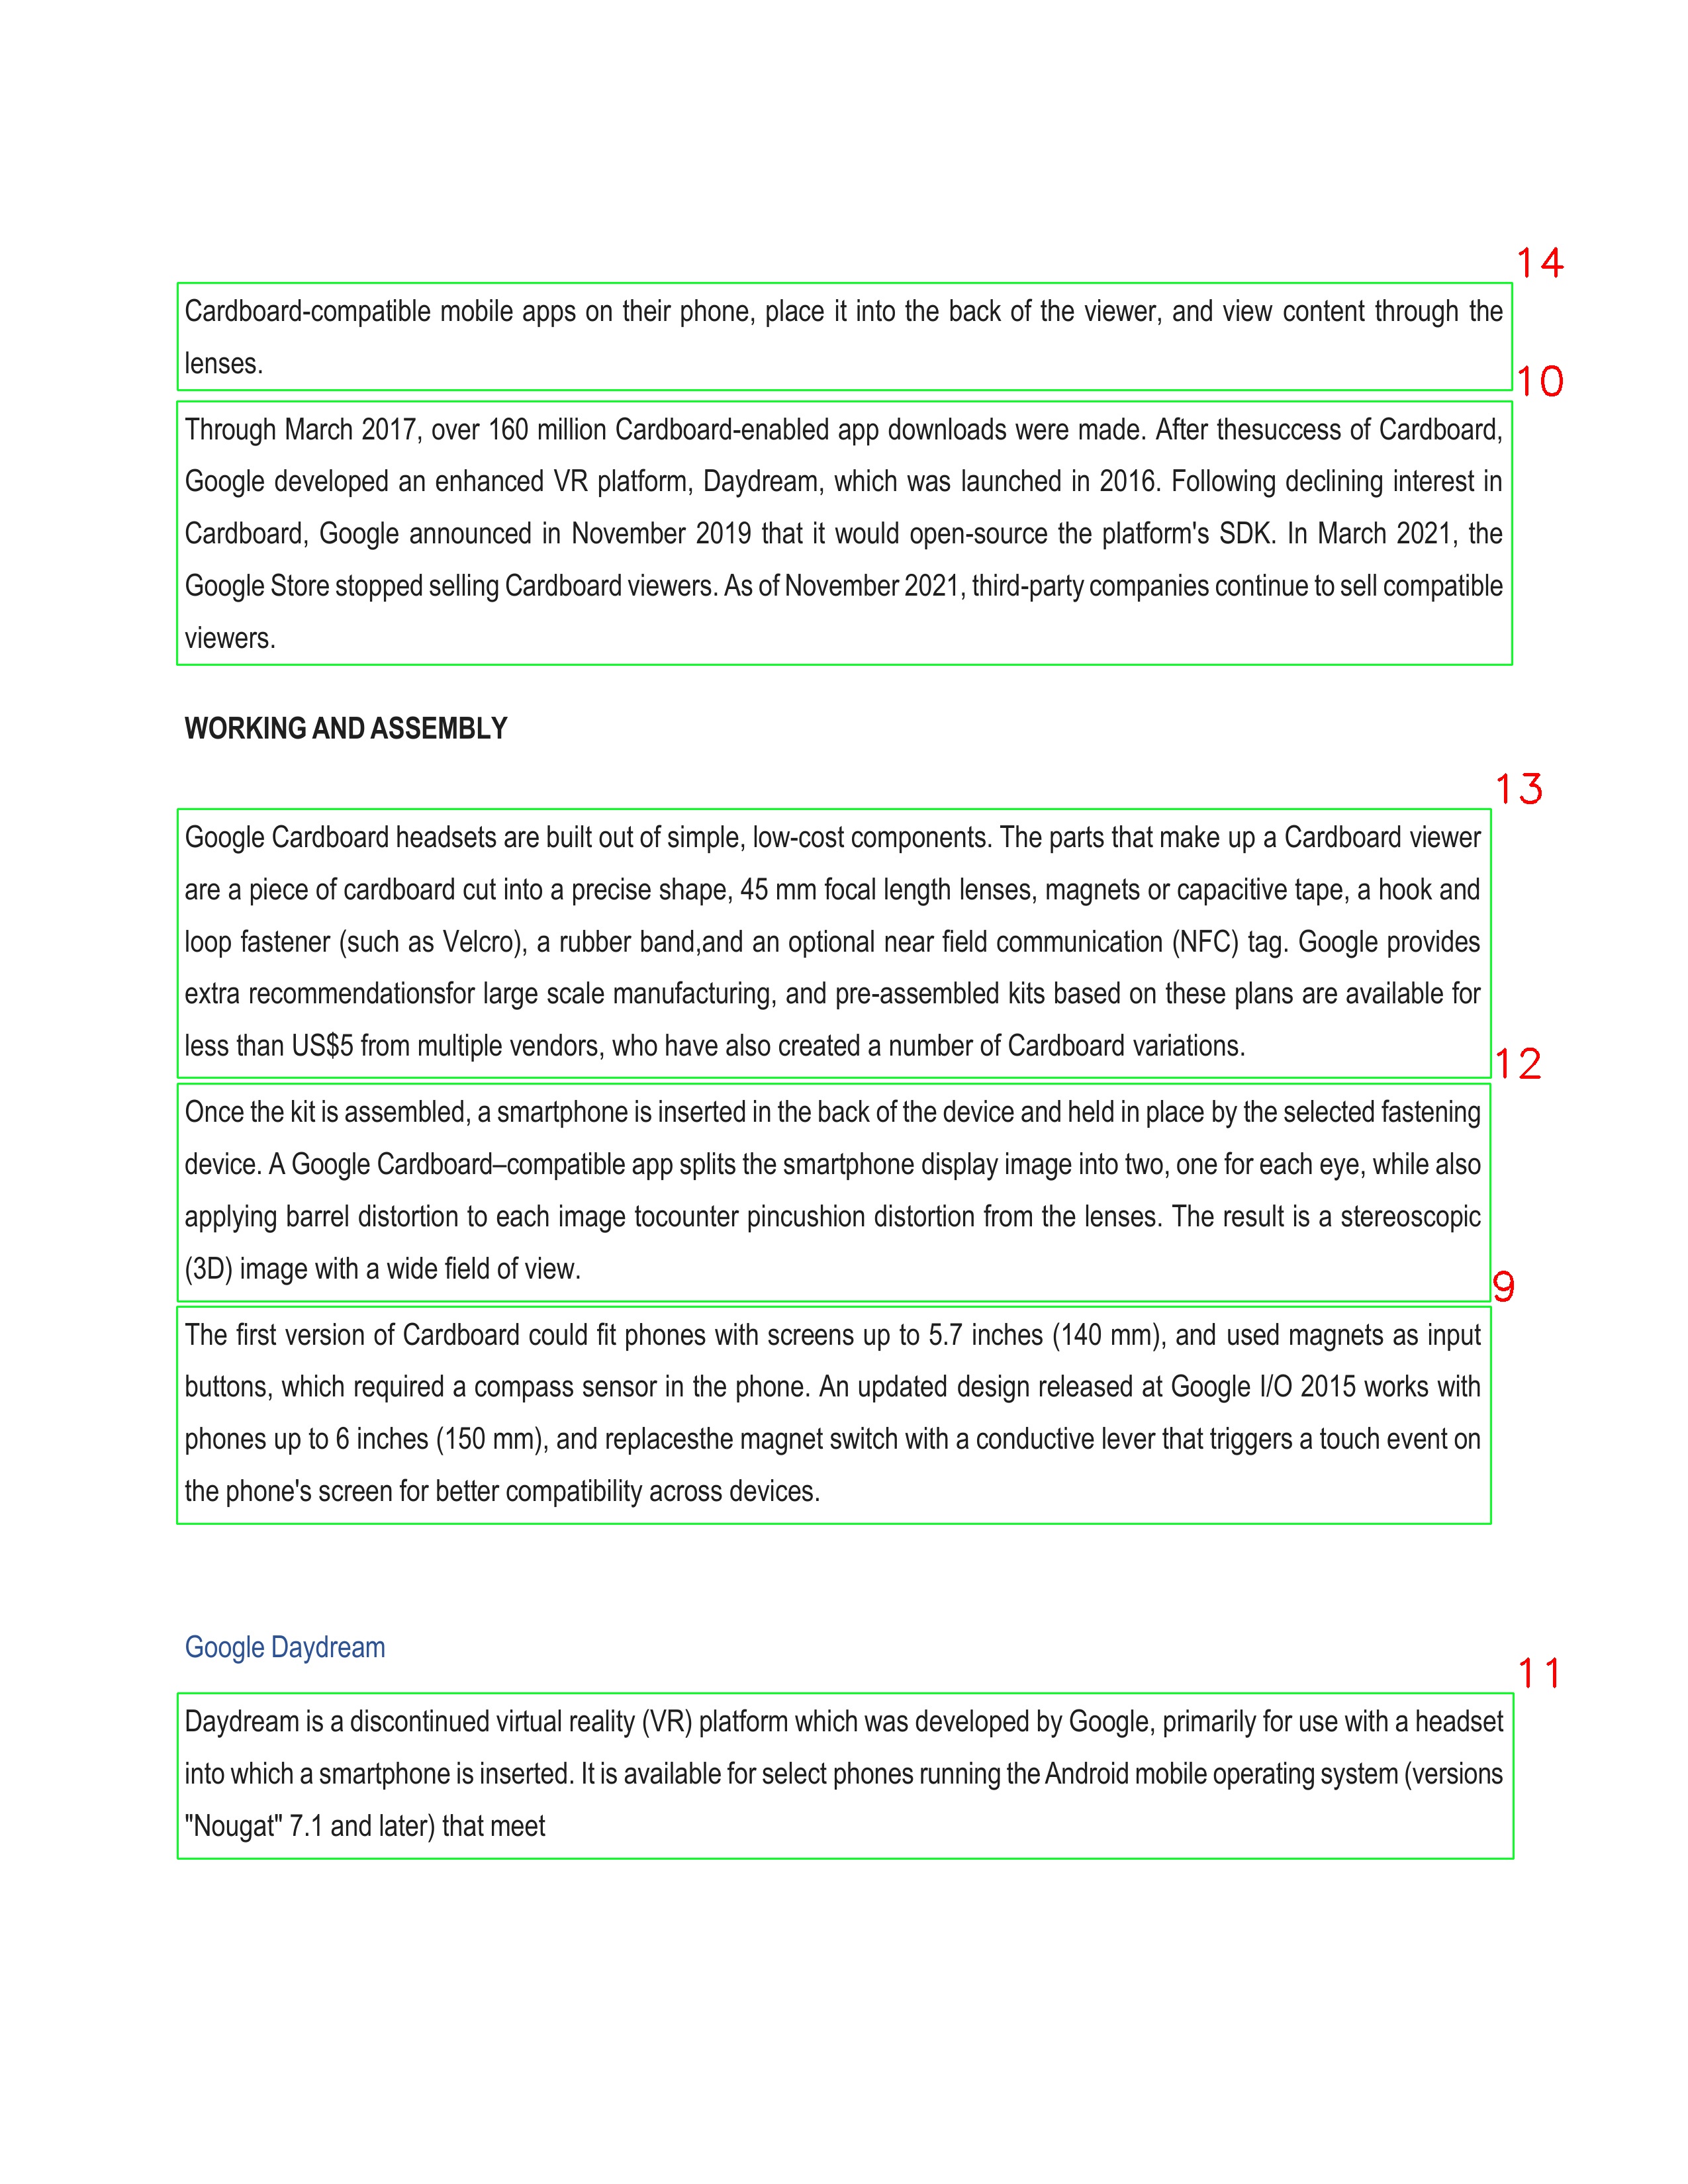 14
Cardboard-compatible mobile apps on their phone, place it into the back of the viewer, and view content through the
lenses.
10
Through March 2017, over 160 million Cardboard-enabled app downloads were made. After thesuccess of Cardboard,
Google developed an enhanced VR platform, Daydream, which was launched in 2016. Following declining interest in
Cardboard, Google announced in November 2019 that it would open-source the platform's SDK. In March 2021, the
Google Store stopped selling Cardboard viewers. As of November 2021, third-party companies continue to sell compatible
viewers.
WORKING AND ASSEMBLY
13
Google Cardboard headsets are built out of simple, low-cost components. The parts that make up a Cardboard viewer
are a piece of cardboard cut into a precise shape, 45 mm focal length lenses, magnets or capacitive tape, a hook and
loop fastener (such as Velcro), a rubber band,and an optional near field communication (NFC) tag. Google provides
extra recommendationsfor large scale manufacturing, and pre-assembled kits based on these plans are available for
less than US$5 from multiple vendors, who have also created a number of Cardboard variations.
12
Once the kit is assembled, a smartphone is inserted in the back of the device and held in place by the selected fastening
device. A Google Cardboard–compatible app splits the smartphone display image into two, one for each eye, while also
applying barrel distortion to each image tocounter pincushion distortion from the lenses. The result is a stereoscopic
(3D) image with a wide field of view.
9
The first version of Cardboard could fit phones with screens up to 5.7 inches (140 mm), and used magnets as input
buttons, which required a compass sensor in the phone. An updated design released at Google I/O 2015 works with
phones up to 6 inches (150 mm), and replacesthe magnet switch with a conductive lever that triggers a touch event on
the phone's screen for better compatibility across devices.
Google Daydream
11
Daydream is a discontinued virtual reality (VR) platform which was developed by Google, primarily for use with a headset
into which a smartphone is inserted. It is available for select phones running the Android mobile operating system (versions
"Nougat" 7.1 and later) that meet